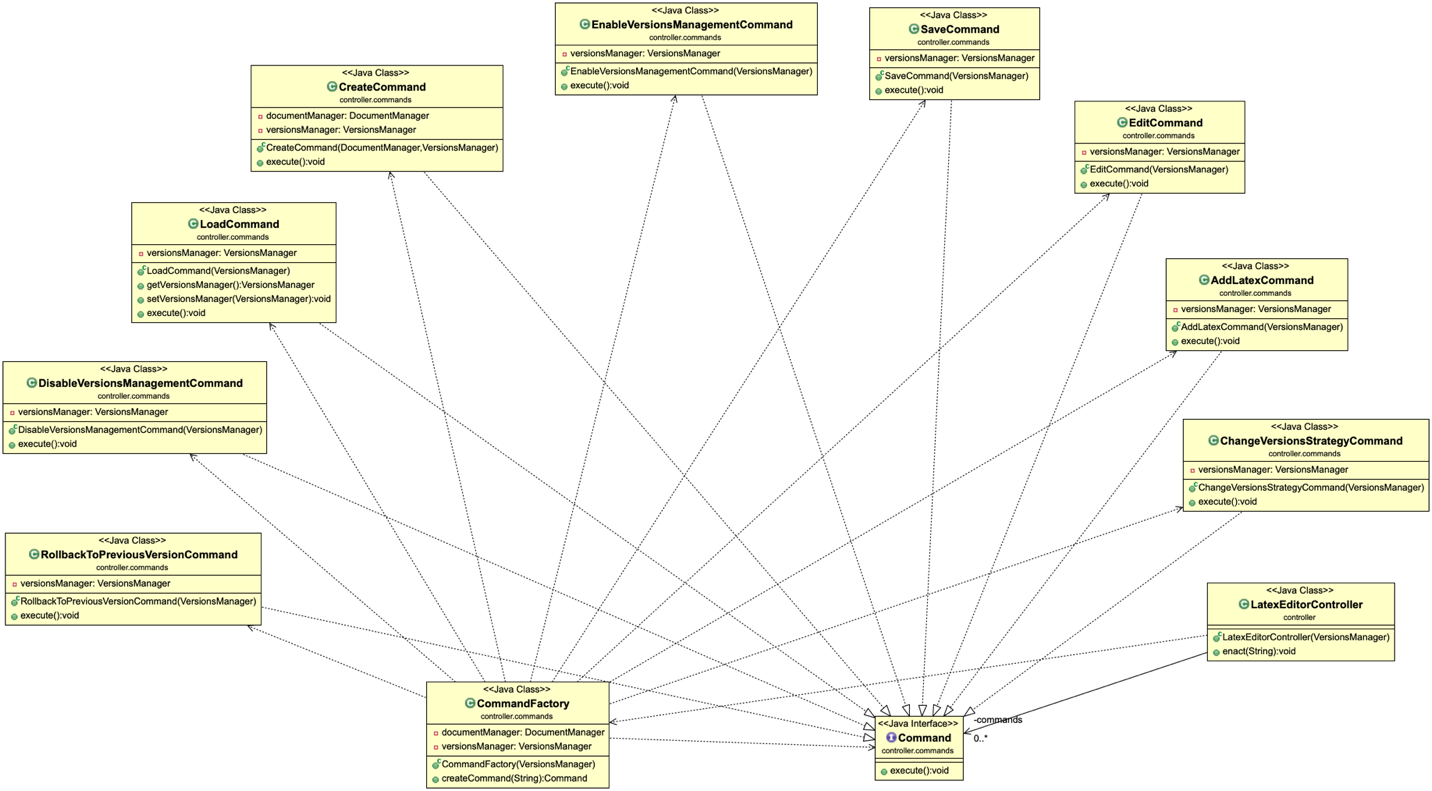 <<Java Class>>
EnableVersionsManagementCommand
controller.commands
versionsManager: VersionsManager
EnableVersionsManagementCommand(VersionsManager)
execute():void
<<Java Class>>
SaveCommand
controller.commands
versionsManager: VersionsManager
SaveCommand(VersionsManager)
execute():void
<<Java Class>>
CreateCommand
controller.commands
documentManager: DocumentManager
versionsManager: VersionsManager
CreateCommand(DocumentManager,VersionsManager)
execute():void
<<Java Class>>
EditCommand
controller.commands
versionsManager: VersionsManager
EditCommand(VersionsManager)
execute():void
<<Java Class>>
LoadCommand
controller.commands
versionsManager: VersionsManager
LoadCommand(VersionsManager)
getVersionsManager():VersionsManager
setVersionsManager(VersionsManager):void
execute():void
<<Java Class>>
AddLatexCommand
controller.commands
versionsManager: VersionsManager
AddLatexCommand(VersionsManager)
execute():void
<<Java Class>>
DisableVersionsManagementCommand
controller.commands
versionsManager: VersionsManager
DisableVersionsManagementCommand(VersionsManager)
execute():void
<<Java Class>>
ChangeVersionsStrategyCommand
controller.commands
versionsManager: VersionsManager
ChangeVersionsStrategyCommand(VersionsManager)
execute():void
<<Java Class>>
RollbackToPreviousVersionCommand
controller.commands
versionsManager: VersionsManager
RollbackToPreviousVersionCommand(VersionsManager)
execute():void
<<Java Class>>
LatexEditorController
controller
LatexEditorController(VersionsManager)
enact(String):void
<<Java Class>>
CommandFactory
controller.commands
documentManager: DocumentManager
versionsManager: VersionsManager
CommandFactory(VersionsManager)
createCommand(String):Command
<<Java Interface>>
Command
controller.commands
execute():void
-commands
0..*